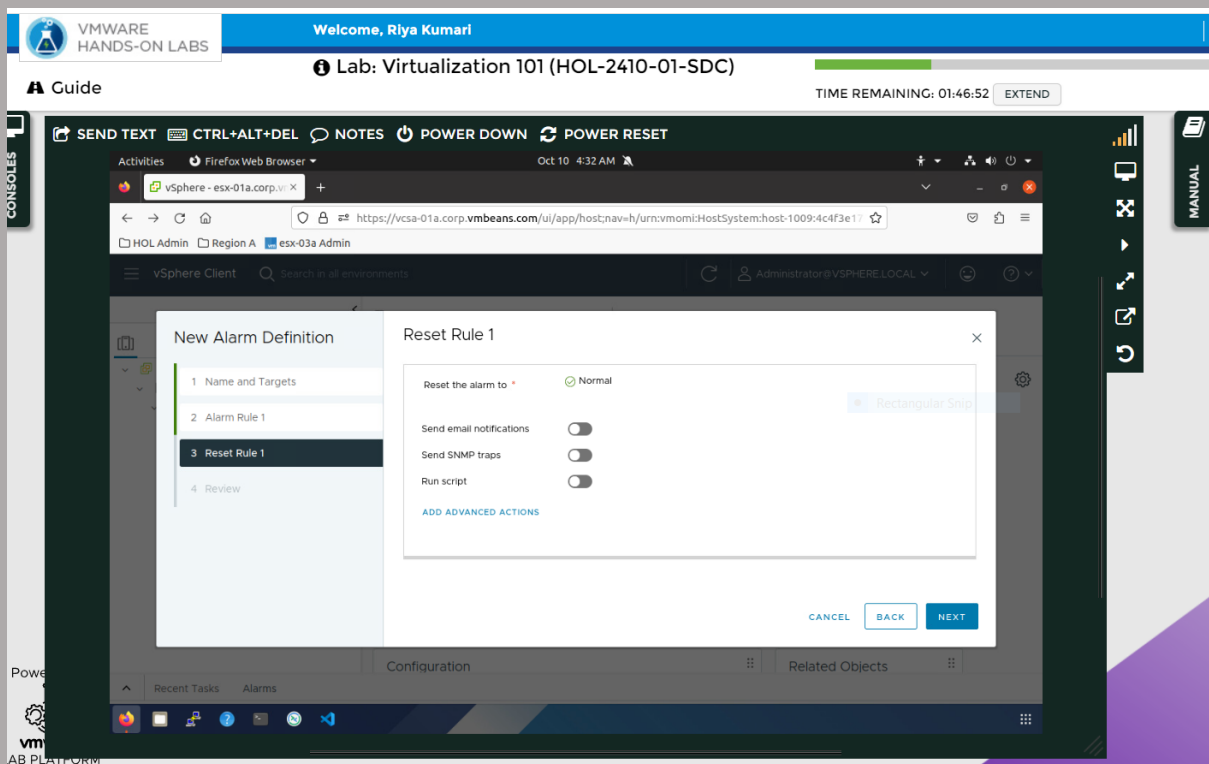 VMWARE
HANDS-ON LABS
Welcome, Riya Kumari
Lab: Virtualization 101 (HOL-2410-01-SDC)
Guide
TIME REMAINING: 01:46:52 EXTEND
CONSOLES
SEND TEXT CTRL+ALT+DEL NOTES POWER DOWN POWER RESET
MANUAL
Activities Firefox Web Browser Oct 10 4:32 AM
vSphere - esx-01a.corp.v
https://vcsa-01a.corp.vmbeans.com/ui/app/host;nav=h/urn:vmomi:HostSystem:host-1009:4c4f3e17
HOL Admin Region A esx-03a Admin
vSphere Client Search in all environments Administrator@VSPHERE.LOCAL
New Alarm Definition
1 Name and Targets
2 Alarm Rule 1
3 Reset Rule 1
4 Review
Reset Rule 1
Reset the alarm to * Normal
Rectangular Snip
Send email notifications
Send SNMP traps
Run script
ADD ADVANCED ACTIONS
CANCEL BACK NEXT
Configuration Related Objects
Recent Tasks Alarms
Powe
vm
AB PLATFORM